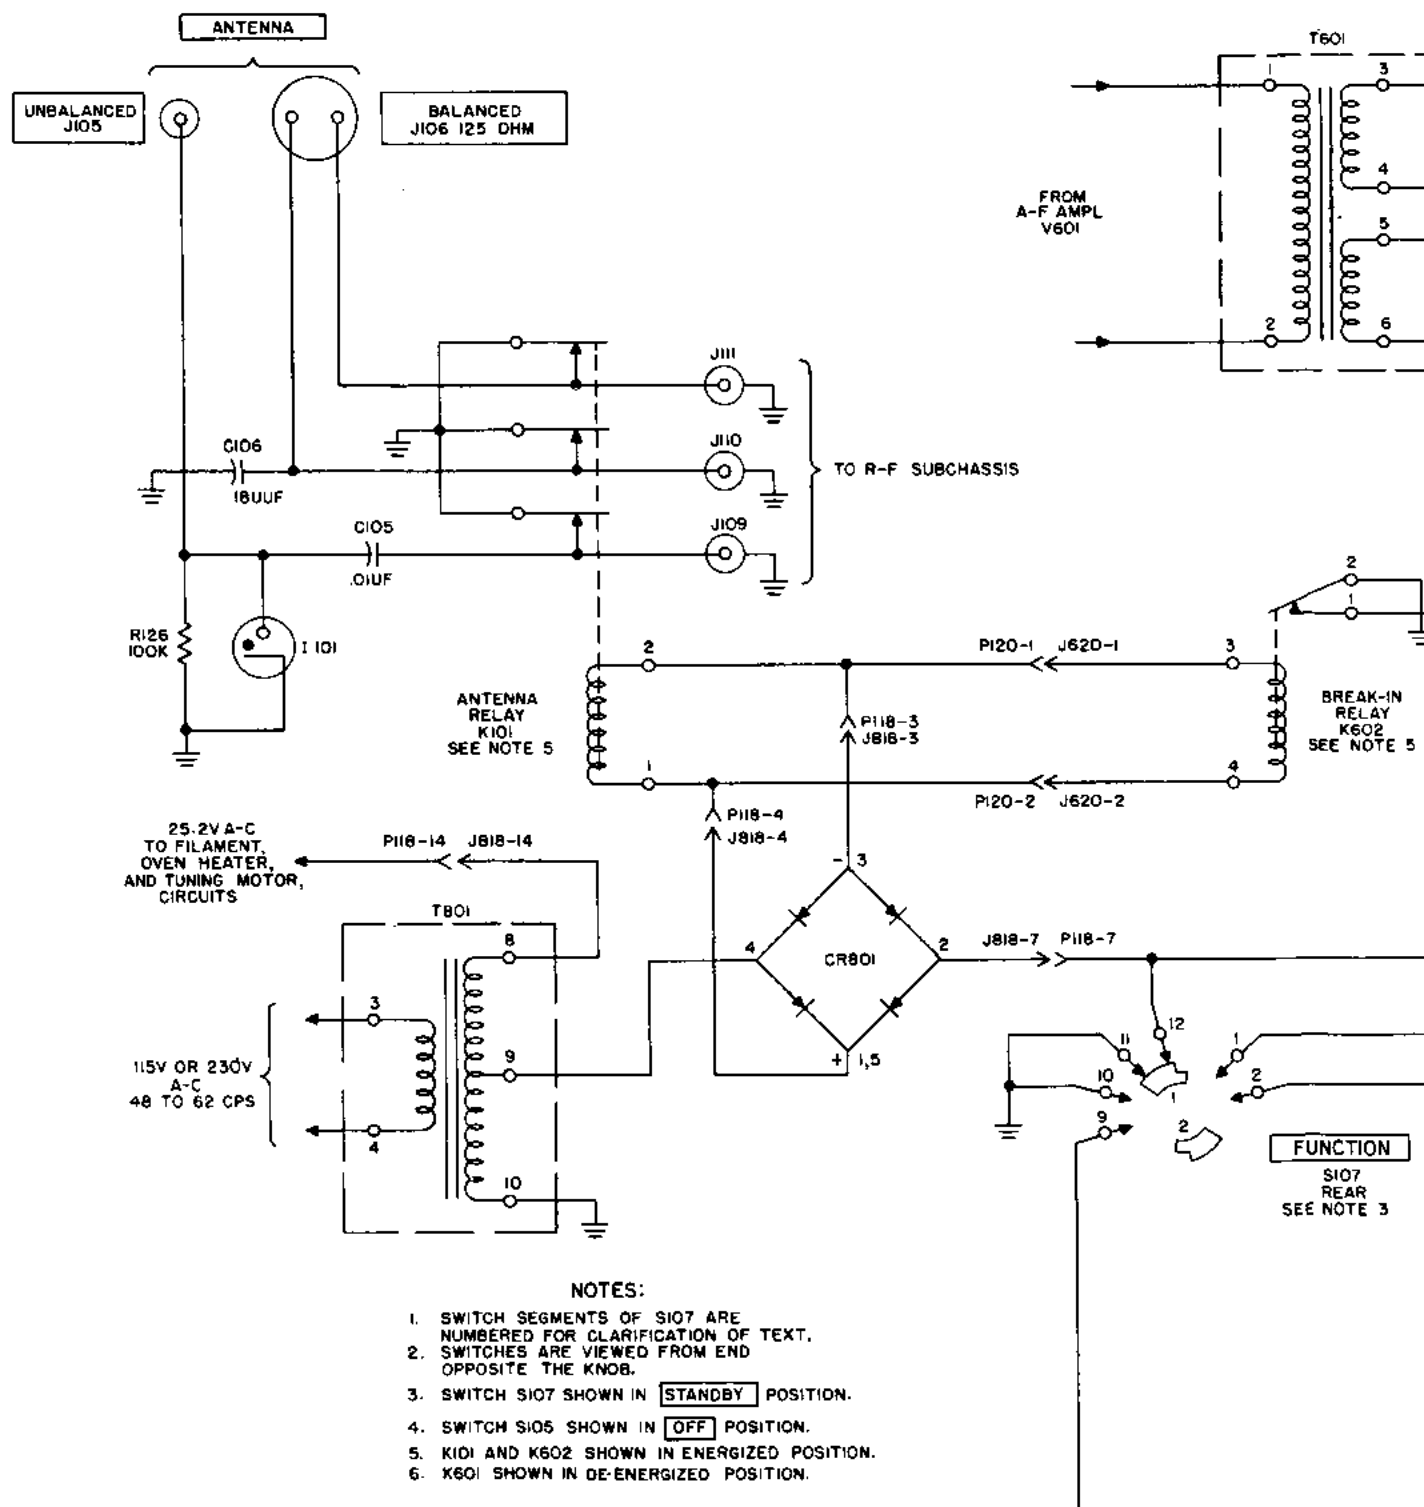 ANTENNA
UNBALANCED
J105
BALANCED
J106 125 OHM
T601
1
3
4
5
2
6
FROM
A-F AMPL
V601
J111
J110
J109
TO R-F SUBCHASSIS
C106
18UUF
C105
.01UF
R126
100K
I 101
2
1
ANTENNA
RELAY
K101
SEE NOTE 5
2
1
P120-1 J620-1
3
P118-3
J818-3
BREAK-IN
RELAY
K602
SEE NOTE 5
P120-2 J620-2
4
P118-4
J818-4
25.2V A-C
TO FILAMENT,
OVEN HEATER,
AND TUNING MOTOR,
CIRCUITS
P118-14 J818-14
T801
8
3
9
4
10
115V OR 230V
A-C
48 TO 62 CPS
- 3
4
CR801
2
+ 1,5
J818-7 P118-7
12
11
1
10
2
9
1
2
FUNCTION
S107
REAR
SEE NOTE 3
NOTES:
1. SWITCH SEGMENTS OF S107 ARE
NUMBERED FOR CLARIFICATION OF TEXT.
2. SWITCHES ARE VIEWED FROM END
OPPOSITE THE KNOB.
3. SWITCH S107 SHOWN IN STANDBY POSITION.
4. SWITCH S105 SHOWN IN OFF POSITION.
5. K101 AND K602 SHOWN IN ENERGIZED POSITION.
6. K601 SHOWN IN DE-ENERGIZED POSITION.